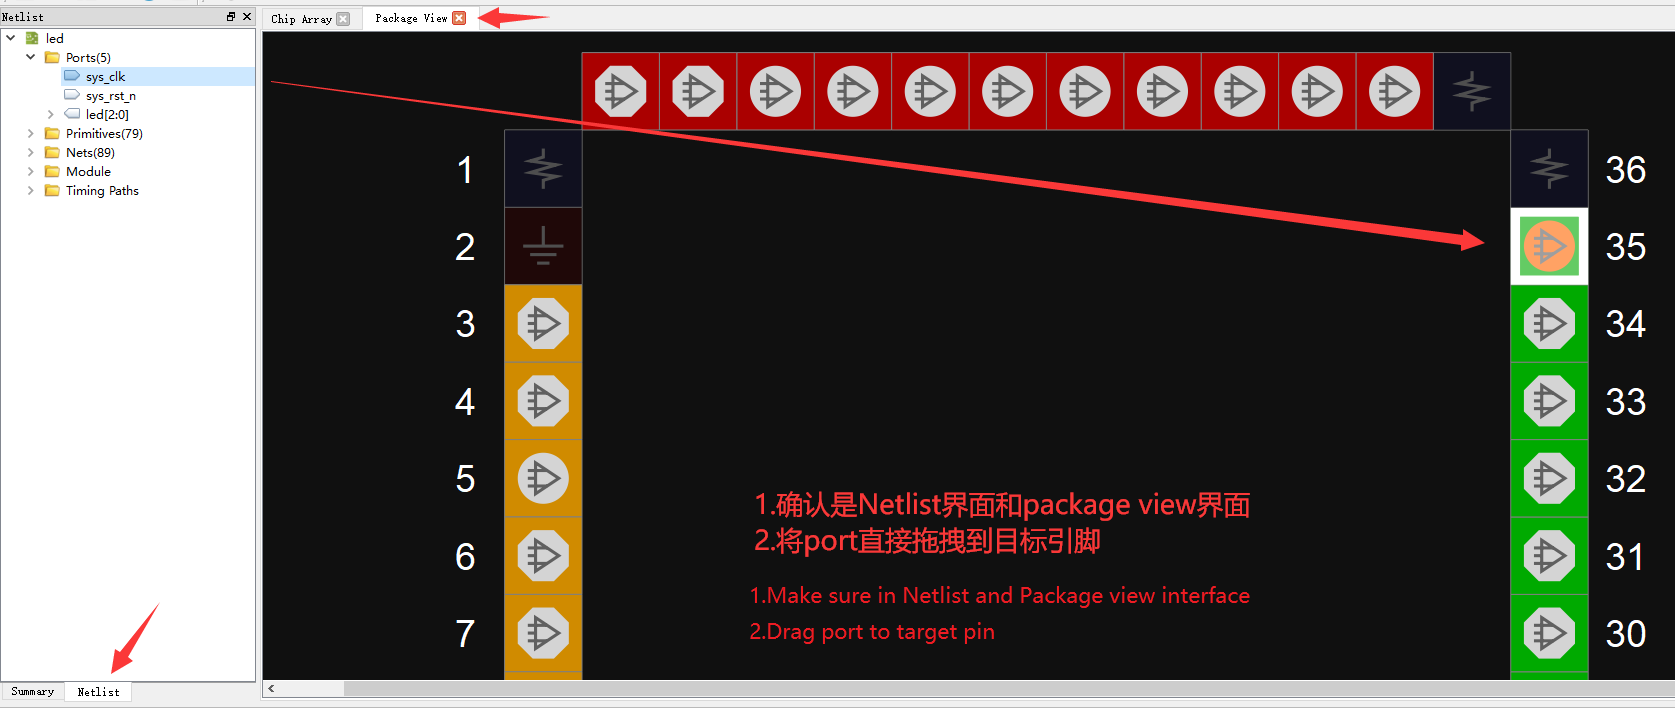 Netlist
Chip Array
Package View
led
Ports(5)
sys_clk
sys_rst_n
led[2:0]
Primitives(79)
Nets(89)
Module
Timing Paths
1
2
3
4
5
6
7
36
35
34
33
32
31
30
1.确认是Netlist界面和package view界面
2.将port直接拖拽到目标引脚
1.Make sure in Netlist and Package view interface
2.Drag port to target pin
Summary
Netlist